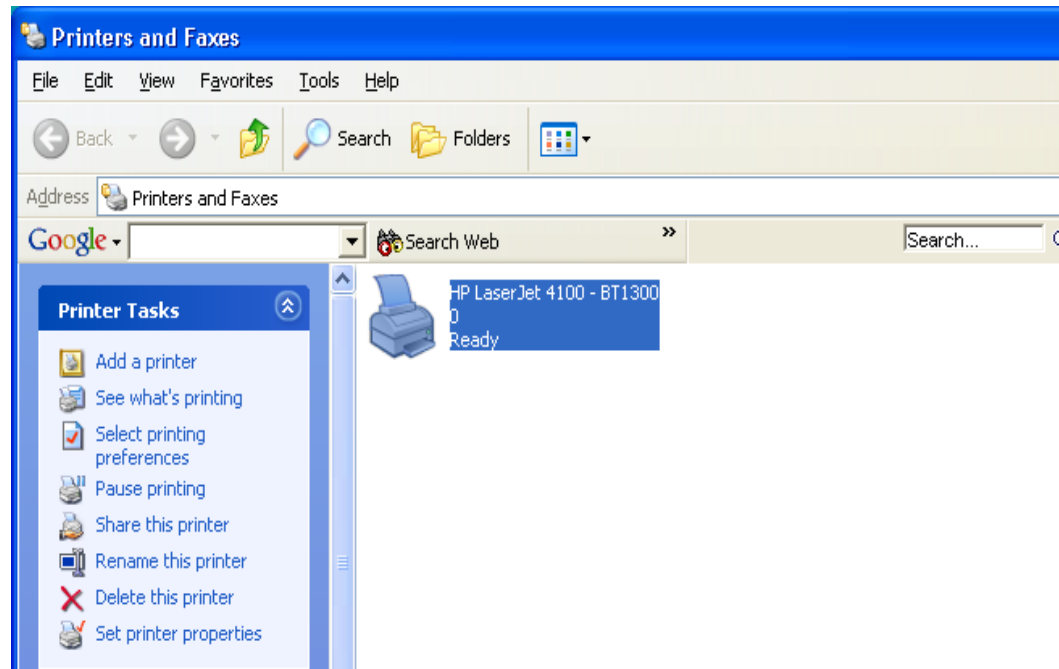 Printers and Faxes
File Edit View Favorites Tools Help
Back Search Folders
Address Printers and Faxes
Google Search Web » Search...
Printer Tasks
Add a printer
See what's printing
Select printing
preferences
Pause printing
Share this printer
Rename this printer
Delete this printer
Set printer properties
HP LaserJet 4100 - BT1300
0
Ready